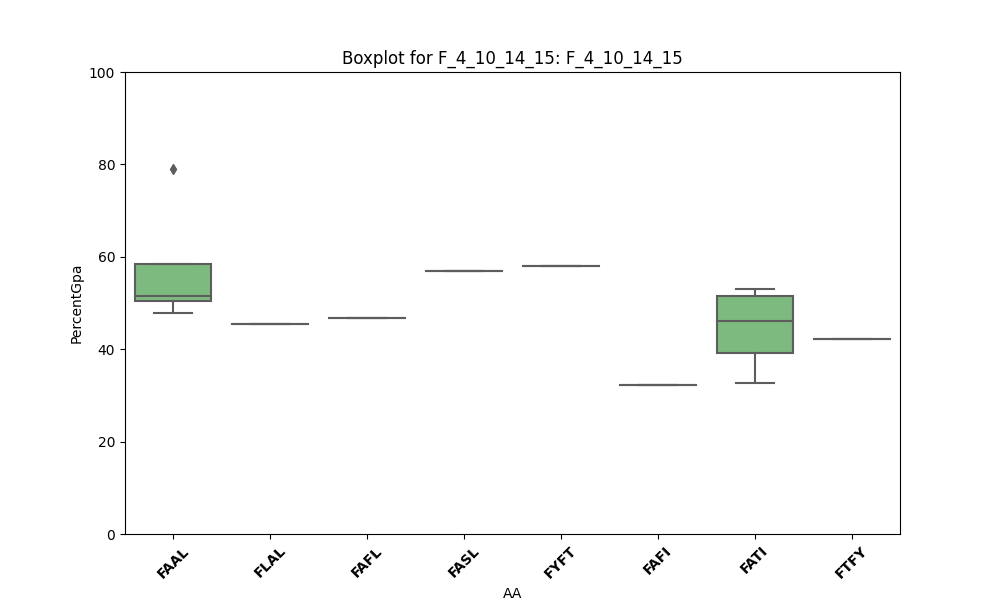 Boxplot for F_4_10_14_15: F_4_10_14_15
100
80
60
40
20
0
PercentGpa
FAAL FLAL FAFL FASL FYFT FAFI FATI FTFY
AA